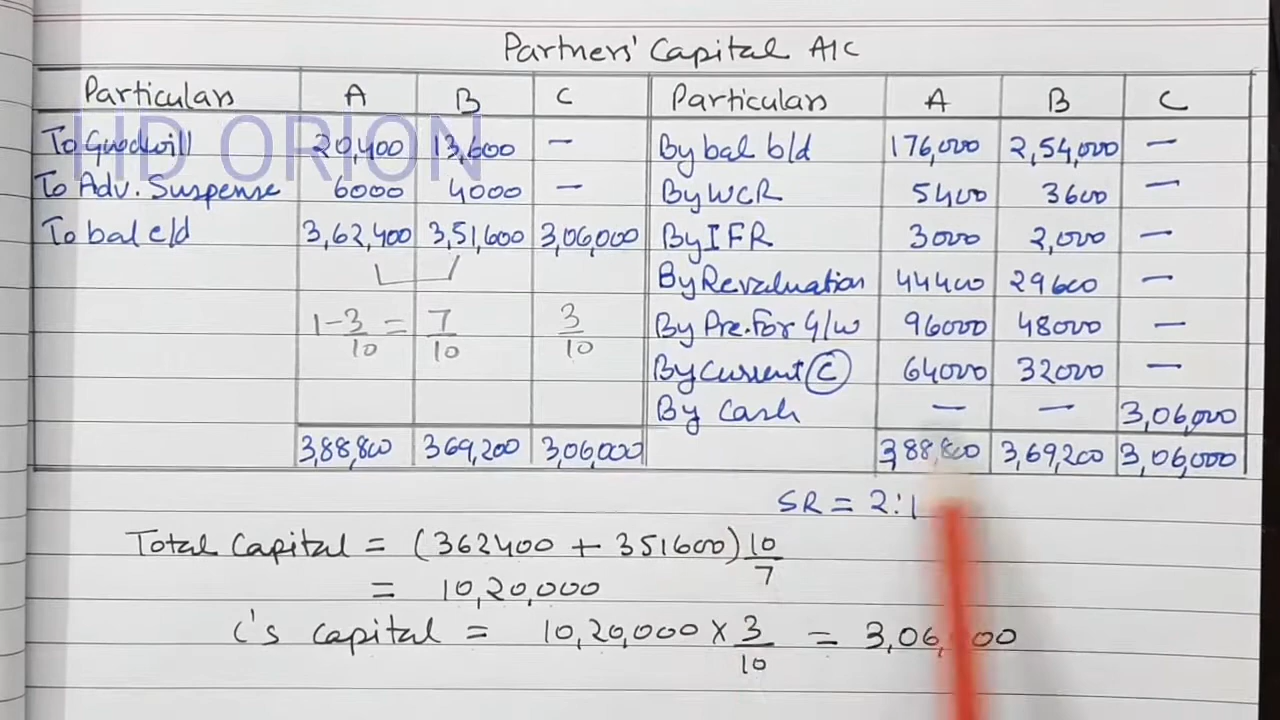 Partners' Capital A/C
Particulars A B C Particulars A B C
To Goodwill 20,400 13,600 — By bal b/d 176,000 2,54,000 —
To Adv. Suspense 6000 4000 — By WCR 5400 3600 —
To bal c/d 3,62,400 3,51,600 3,06,000 By IFR 3000 2,000 —
By Revaluation 44400 29600 —
1-3/10 = 7/10 3/10 By Pre. For G/W 96000 48000 —
By Current C 64000 32000 —
By Cash — — 3,06,000
3,88,800 369,200 3,06,000 3,88,800 3,69,200 3,06,000
SR = 2:1
Total Capital = (362400 + 351600) 10/7
= 10,20,000
C's capital = 10,20,000 X 3/10 = 3,06, 00
HD ORION